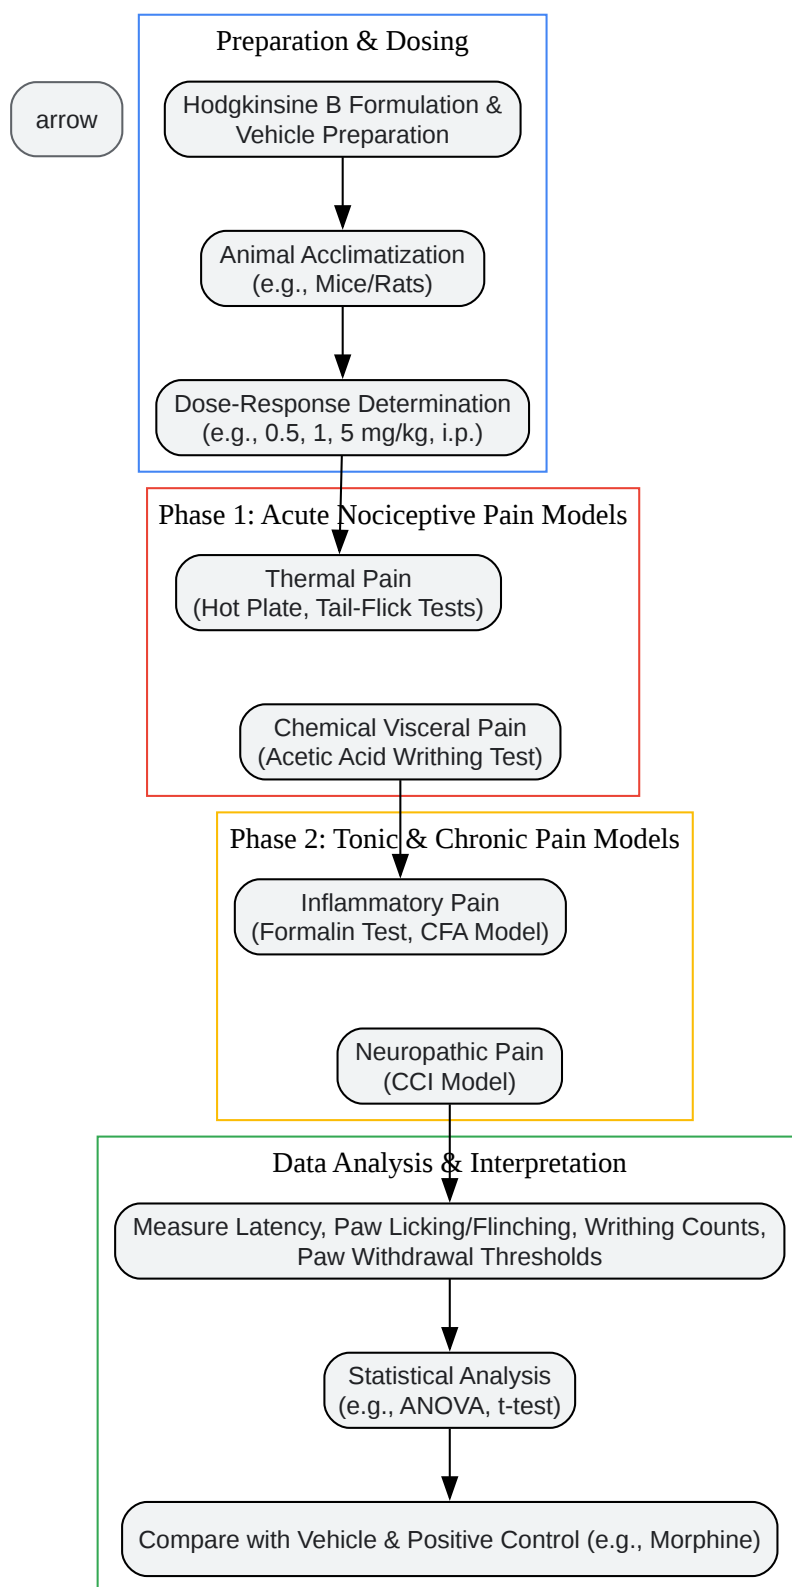 Preparation & Dosing
arrow
Hodgkinsine B Formulation &
Vehicle Preparation
Animal Acclimatization
(e.g., Mice/Rats)
Dose-Response Determination
(e.g., 0.5, 1, 5 mg/kg, i.p.)
Phase 1: Acute Nociceptive Pain Models
Thermal Pain
(Hot Plate, Tail-Flick Tests)
Chemical Visceral Pain
(Acetic Acid Writhing Test)
Phase 2: Tonic & Chronic Pain Models
Inflammatory Pain
(Formalin Test, CFA Model)
Neuropathic Pain
(CCI Model)
Data Analysis & Interpretation
Measure Latency, Paw Licking/Flinching, Writhing Counts,
Paw Withdrawal Thresholds
Statistical Analysis
(e.g., ANOVA, t-test)
Compare with Vehicle & Positive Control (e.g., Morphine)